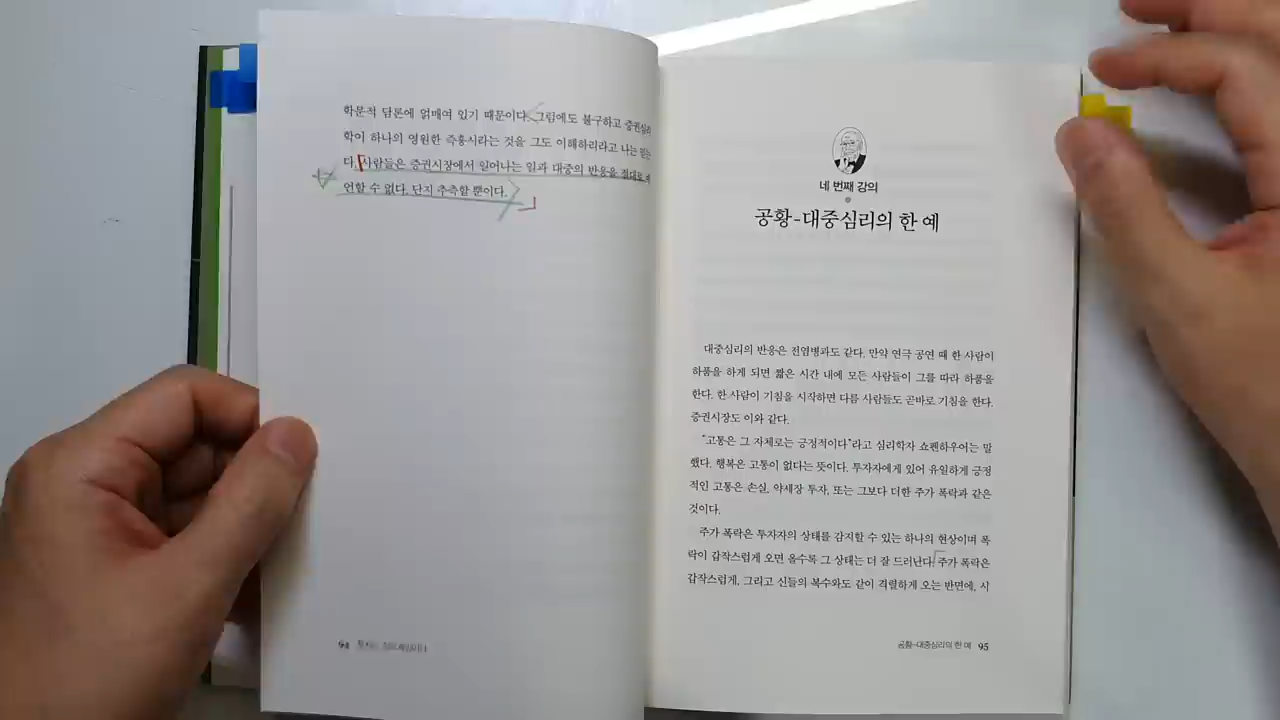 학문적 담론에 얽매여 있기 때문이다. 그럼에도 불구하고 증권심리
학이 하나의 영원한 즉흥시라는 것을 그도 이해하리라고 나는 믿는
다. 사람들은 증권시장에서 일어나는 일과 대중의 반응을 절대로
언할 수 없다. 단지 추측할 뿐이다.
94
네 번째 강의
공황-대중심리의 한 예
대중심리의 반응은 전염병과도 같다. 만약 연극 공연 때 한 사람이
하품을 하게 되면 짧은 시간 내에 모든 사람들이 그를 따라 하품을
한다. 한 사람이 기침을 시작하면 다름 사람들도 곧바로 기침을 한다.
증권시장도 이와 같다.
"고통은 그 자체로는 긍정적이다"라고 심리학자 쇼펜하우어는 말
했다. 행복은 고통이 없다는 뜻이다. 투자자에게 있어 유일하게 긍정
적인 고통은 손실, 약세장 투자, 또는 그보다 더한 주가 폭락과 같은
것이다.
주가 폭락은 투자자의 상태를 감지할 수 있는 하나의 현상이며 폭
락이 갑작스럽게 오면 올수록 그 상태는 더 잘 드러난다. 주가 폭락은
갑작스럽게, 그리고 신들의 복수와도 같이 격렬하게 오는 반면에, 시
공황-대중심리의 한 예 95